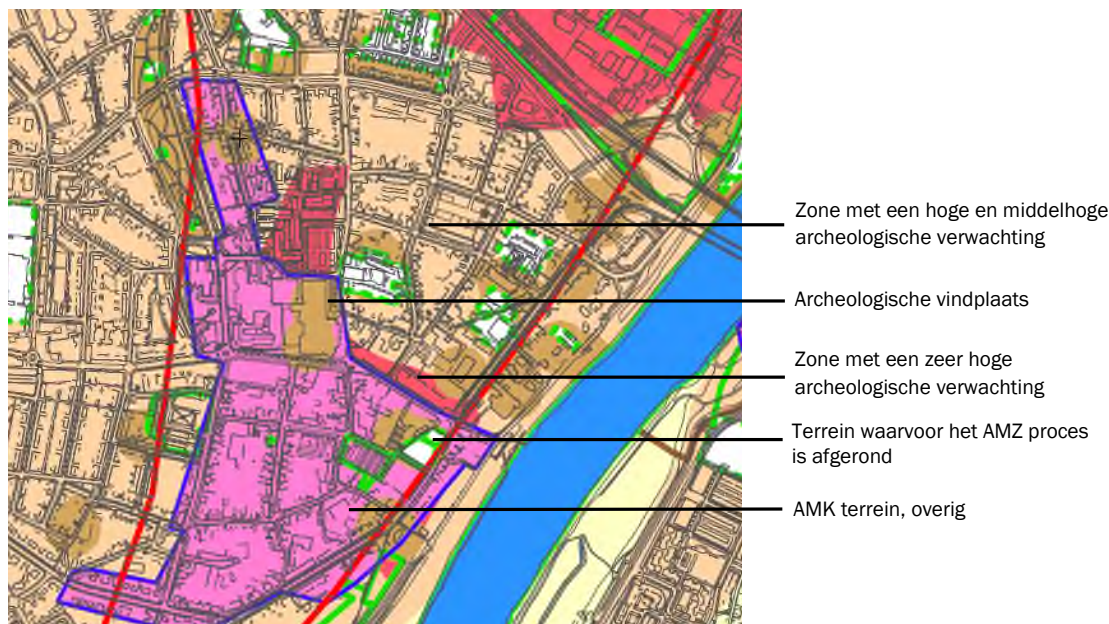 Zone met een hoge en middelhoge
archeologische verwachting
Archeologische vindplaats
Zone met een zeer hoge
archeologische verwachting
Terrein waarvoor het AMZ proces
is afgerond
AMK terrein, overig